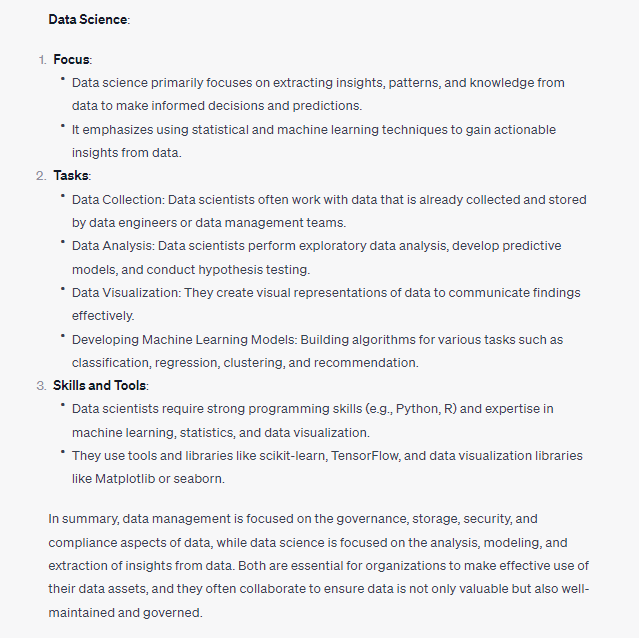 Data Science:
1. Focus:
• Data science primarily focuses on extracting insights, patterns, and knowledge from
data to make informed decisions and predictions.
• It emphasizes using statistical and machine learning techniques to gain actionable
insights from data.
2. Tasks:
• Data Collection: Data scientists often work with data that is already collected and stored
by data engineers or data management teams.
• Data Analysis: Data scientists perform exploratory data analysis, develop predictive
models, and conduct hypothesis testing.
• Data Visualization: They create visual representations of data to communicate findings
effectively.
• Developing Machine Learning Models: Building algorithms for various tasks such as
classification, regression, clustering, and recommendation.
3. Skills and Tools:
• Data scientists require strong programming skills (e.g., Python, R) and expertise in
machine learning, statistics, and data visualization.
• They use tools and libraries like scikit-learn, TensorFlow, and data visualization libraries
like Matplotlib or seaborn.
In summary, data management is focused on the governance, storage, security, and
compliance aspects of data, while data science is focused on the analysis, modeling, and
extraction of insights from data. Both are essential for organizations to make effective use of
their data assets, and they often collaborate to ensure data is not only valuable but also well-
maintained and governed.